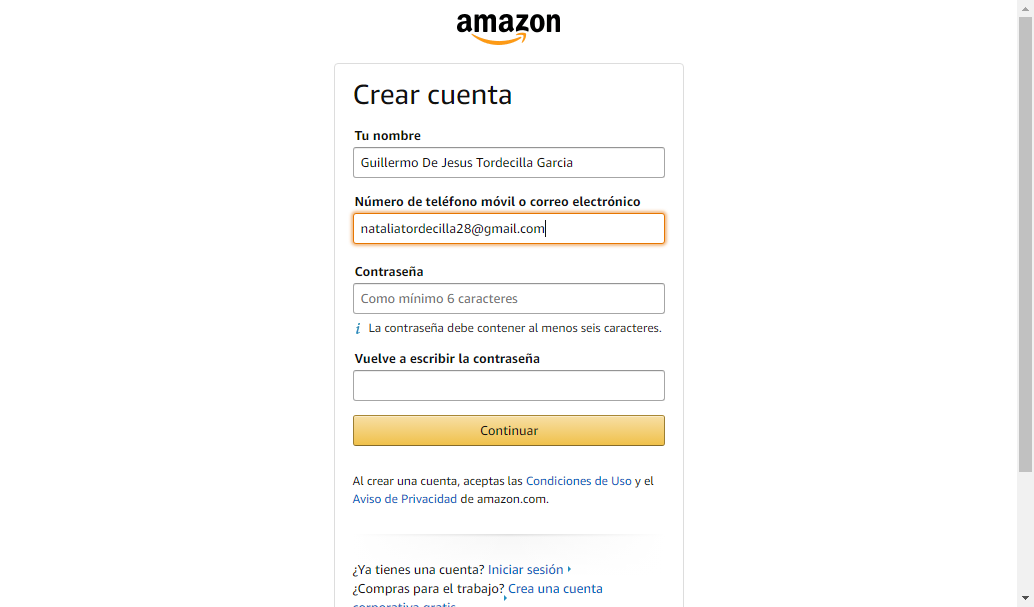 amazon
Crear cuenta
Tu nombre
Guillermo De Jesus Tordecilla Garcia
Número de teléfono móvil o correo electrónico
nataliatordecilla28@gmail.com
Contraseña
Como mínimo 6 caracteres
i La contraseña debe contener al menos seis caracteres.
Vuelve a escribir la contraseña
Continuar
Al crear una cuenta, aceptas las Condiciones de Uso y el
Aviso de Privacidad de amazon.com.
¿Ya tienes una cuenta? Iniciar sesión
¿Compras para el trabajo? Crea una cuenta
corporativa gratis